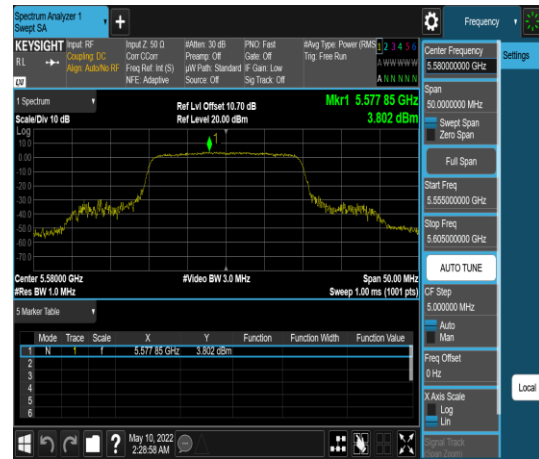 Spectrum Analyzer 1
Swept SA
+
Frequency
KEYSIGHT
RL
LXI
Input: RF
Coupling: DC
Align: Auto/No RF
Input Z: 50 Ω
Corr CCorr
Freq Ref: Int (S)
NFE: Adaptive
#Atten: 30 dB
Preamp: Off
µW Path: Standard
Source: Off
PNO: Fast
Gate: Off
IF Gain: Low
Sig Track: Off
#Avg Type: Power (RMS
Trig: Free Run
1 2 3 4 5 6
A W W W W W
A N N N N N
1 Spectrum
Scale/Div 10 dB
Ref Lvl Offset 10.70 dB
Ref Level 20.00 dBm
Mkr1 5.577 85 GHz
3.802 dBm
Log
10.0
0.00
-10.0
-20.0
-30.0
-40.0
-50.0
-60.0
-70.0
1
Center 5.58000 GHz
#Res BW 1.0 MHz
#Video BW 3.0 MHz
Span 50.00 MHz
Sweep 1.00 ms (1001 pts)
5 Marker Table
Mode Trace Scale X Y Function Function Width Function Value
1 N 1 f 5.577 85 GHz 3.802 dBm
2
3
4
5
6
?
May 10, 2022
2:28:58 AM
Center Frequency
5.580000000 GHz
Span
50.0000000 MHz
Swept Span
Zero Span
Full Span
Start Freq
5.555000000 GHz
Stop Freq
5.605000000 GHz
AUTO TUNE
CF Step
5.000000 MHz
Auto
Man
Freq Offset
0 Hz
X Axis Scale
Log
Lin
Signal Track
(Span Zoom)
Settings
Local